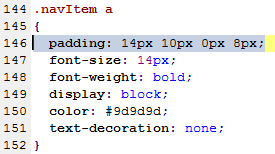 144 .navItem a
145 {
146   padding: 14px 10px 0px 8px;
147   font-size: 14px;
148   font-weight: bold;
149   display: block;
150   color: #9d9d9d;
151   text-decoration: none;
152 }